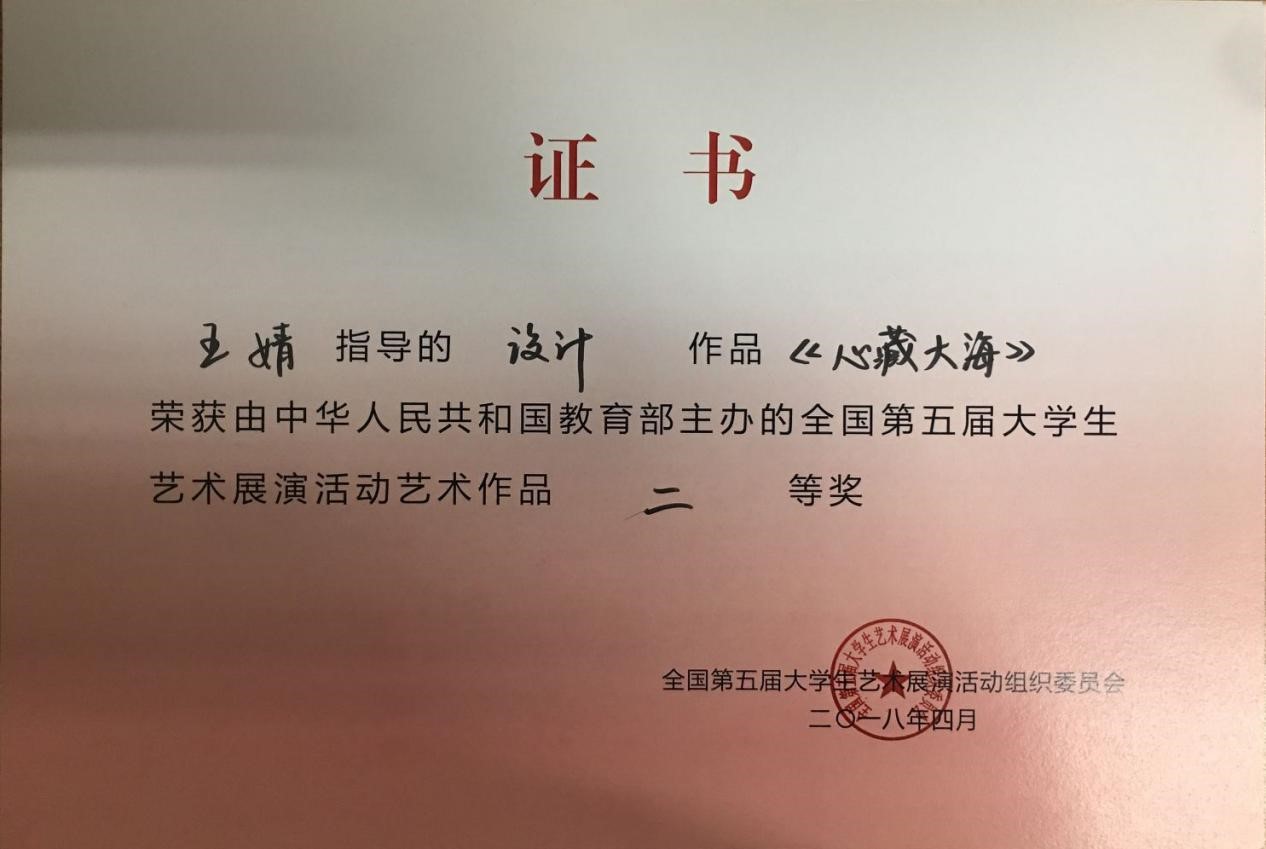 证书
王婧 指导的 设计 作品《心藏大海》
荣获由中华人民共和国教育部主办的全国第五届大学生
艺术展演活动艺术作品 二 等奖
全国第五届大学生艺术展演活动组织委员会
二〇一八年四月
全国第五届大学生艺术展演活动组织委员会